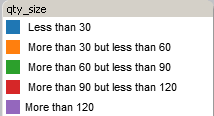 qty_size
Less than 30
More than 30 but less than 60
More than 60 but less than 90
More than 90 but less than 120
More than 120